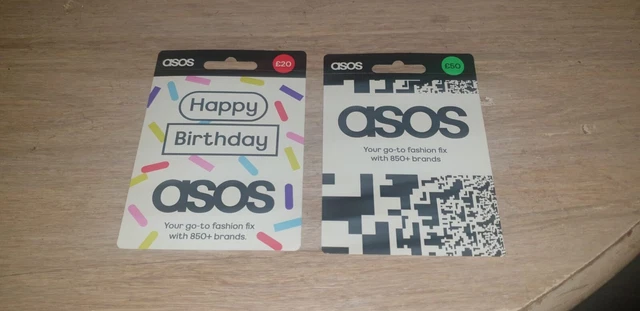 asos £20
Happy
Birthday
asos
Your go-to fashion fix
with 850+ brands.
asos £50
asos
Your go-to fashion fix
with 850+ brands